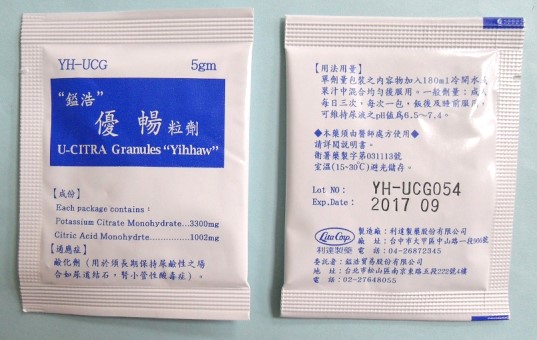 YH-UCG 5gm
“鎰浩”
優暢 粒劑
U-CITRA Granules “Yihhaw”
【成份】
Each package contains :
Potassium Citrate Monohydrate...3300mg
Citric Acid Monohydrte...........1002mg
【適應症】
鹼化劑(用於須長期保持尿鹼性之場
合如尿道結石，腎小管性酸毒症)。
【用法用量】
單劑量包裝之內容物加入180ml冷開水或
果汁中混合均勻後服用。一般劑量：成人
每日三次，每次一包，飯後及睡前服用，
可維持尿液之pH值為6.5~7.4。
◆本藥須由醫師處方使用◆
請詳閱說明書。
衛署藥製字第031113號
室溫(15-30℃)避光儲存。
Lot NO： YH-UCG054
Exp.Date： 2017 09
Lita Corp.
利達製藥
製造廠：利達製藥股份有限公司
廠 址：台中市大平區中山路一段906號
電 話：04-26872345
委託者：鎰浩貿易股份有限公司
地 址：台北市松山區南京東路五段222號4樓
電 話：02-27648055